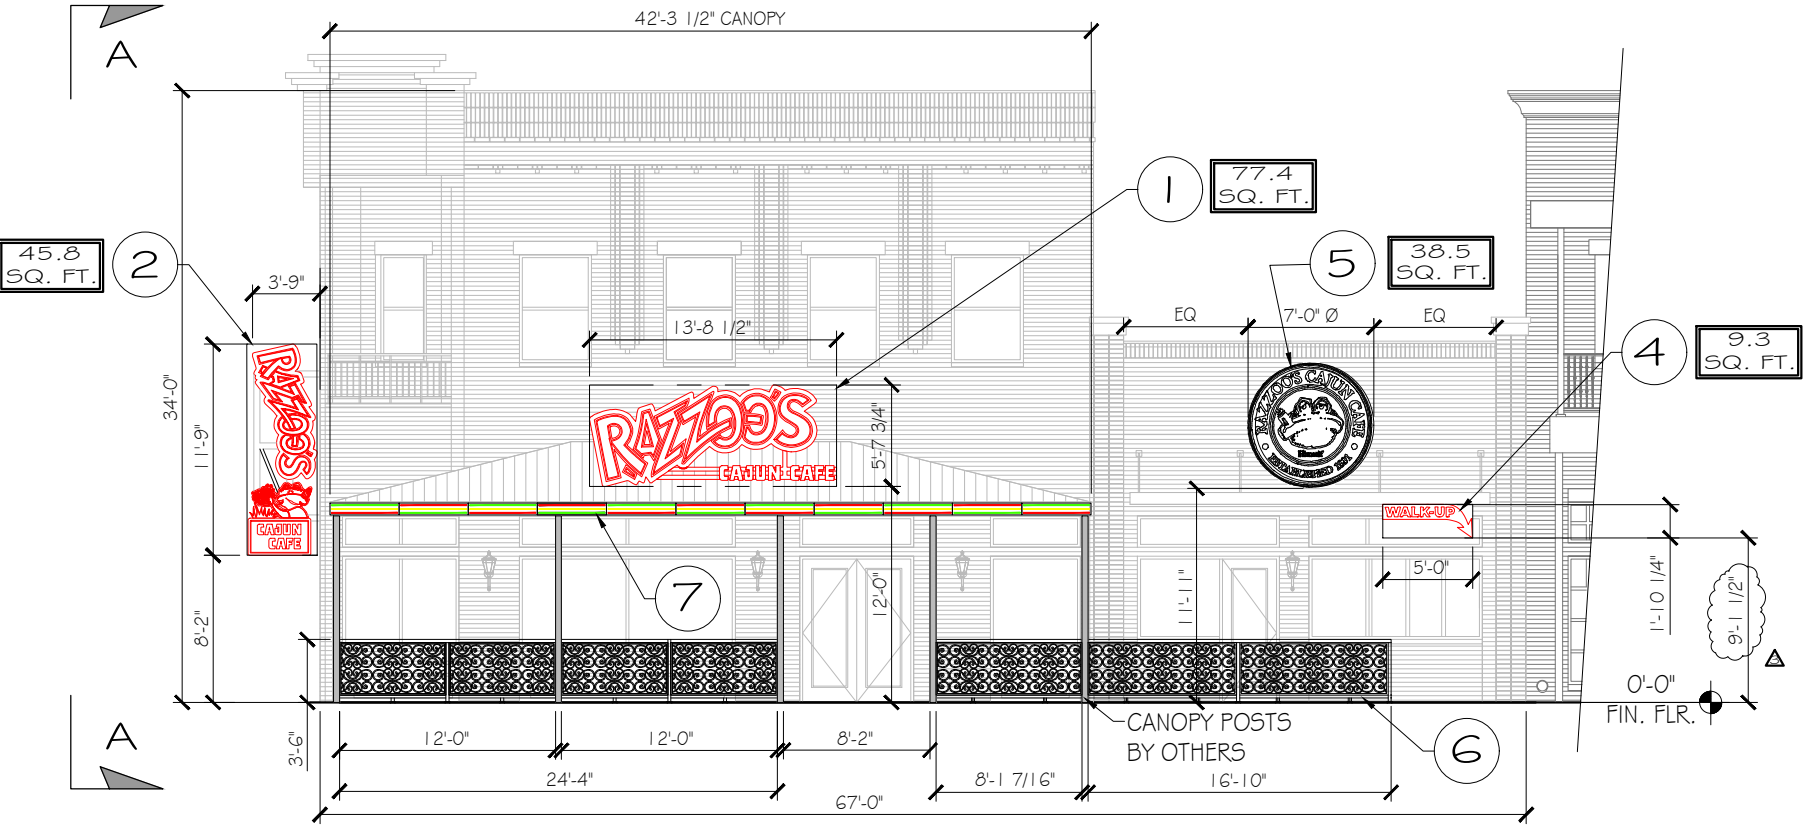 42'-3 1/2" CANOPY
A
1
77.4
SQ. FT.
45.8
SQ. FT.
2
3'-9"
5
38.5
SQ. FT.
EQ
7'-0" Ø
EQ
13'-8 1/2"
4
9.3
SQ. FT.
34'-0"
11'-9"
RAZZOO'S
CAJUN
CAFE
RAZZOO'S
CAJUN CAFE
5'-7 3/4"
RAZZOO'S CAJUN CAFE
ESTABLISHED 1991
WALK-UP
5'-0"
7
12'-0"
11'-11"
1'-10 1/4"
9'-1 1/2"
8'-2"
3'-6"
0'-0"
FIN. FLR.
CANOPY POSTS
BY OTHERS
6
A
12'-0"
12'-0"
8'-2"
24'-4"
8'-1 7/16"
16'-10"
67'-0"